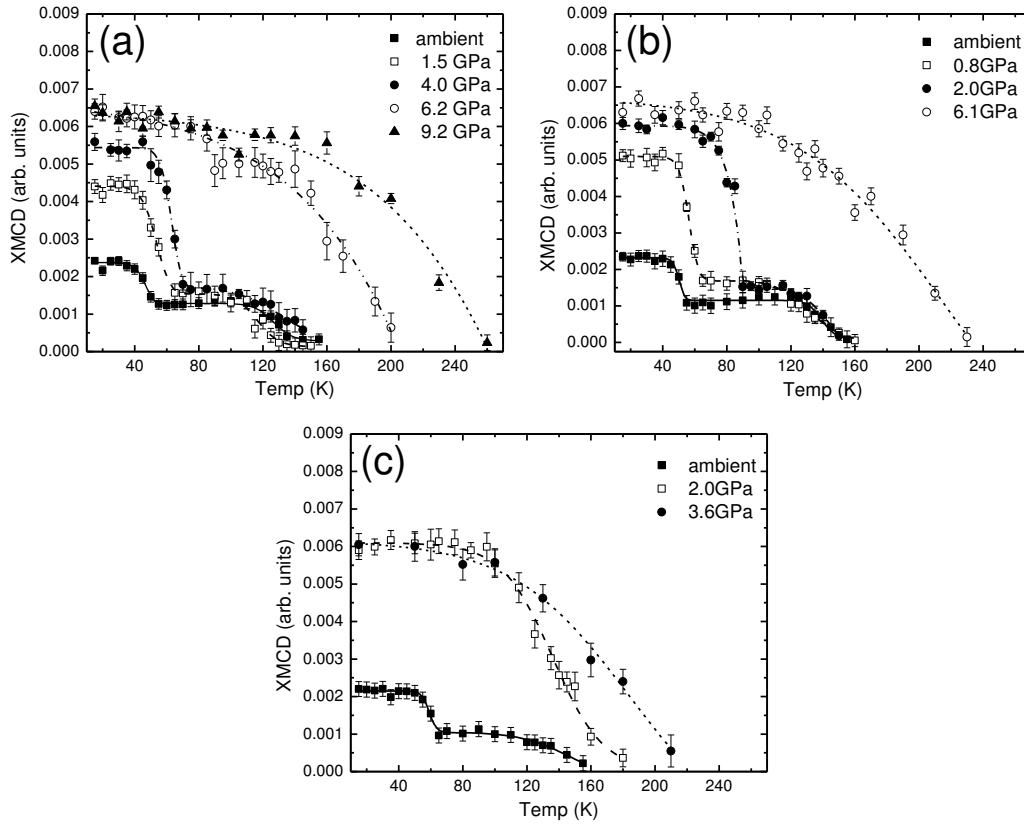 (a)
ambient
1.5 GPa
4.0 GPa
6.2 GPa
9.2 GPa
XMCD (arb. units)
0.009
0.008
0.007
0.006
0.005
0.004
0.003
0.002
0.001
0.000
40 80 120 160 200 240
Temp (K)
(b)
ambient
0.8GPa
2.0GPa
6.1GPa
XMCD (arb. units)
0.009
0.008
0.007
0.006
0.005
0.004
0.003
0.002
0.001
0.000
40 80 120 160 200 240
Temp (K)
(c)
ambient
2.0GPa
3.6GPa
XMCD (arb. units)
0.009
0.008
0.007
0.006
0.005
0.004
0.003
0.002
0.001
0.000
40 80 120 160 200 240
Temp (K)